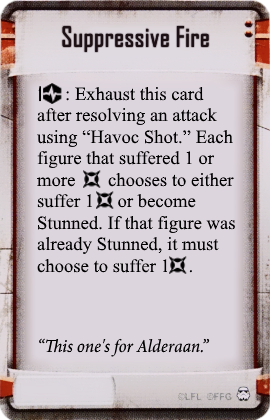 Suppressive Fire
: Exhaust this card
after resolving an attack
using “Havoc Shot.” Each
figure that suffered 1 or
more chooses to either
suffer 1 or become
Stunned. If that figure was
already Stunned, it must
choose to suffer 1 .
“This one's for Alderaan.”
©LFL ©FFG